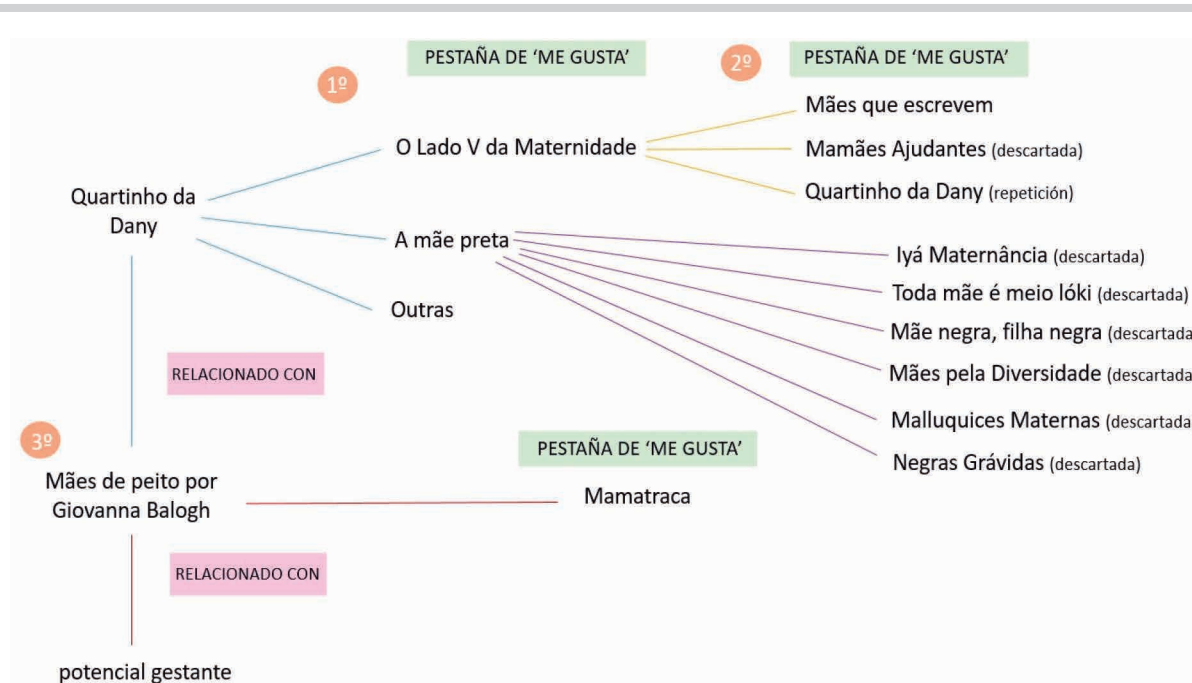 PESTAÑA DE 'ME GUSTA'
PESTAÑA DE 'ME GUSTA'
1º
2º
Mães que escrevem
O Lado V da Maternidade
Mamães Ajudantes (descartada)
Quartinho da Dany (repetición)
Quartinho da
Dany
A mãe preta
Iyá Maternância (descartada)
Toda mãe é meio lóki (descartada)
Outras
Mãe negra, filha negra (descartada
Mães pela Diversidade (descartada
RELACIONADO CON
Malluquices Maternas (descartada
3º
PESTAÑA DE 'ME GUSTA'
Negras Grávidas (descartada)
Mães de peito por
Giovanna Balogh
Mamatraca
RELACIONADO CON
potencial gestante